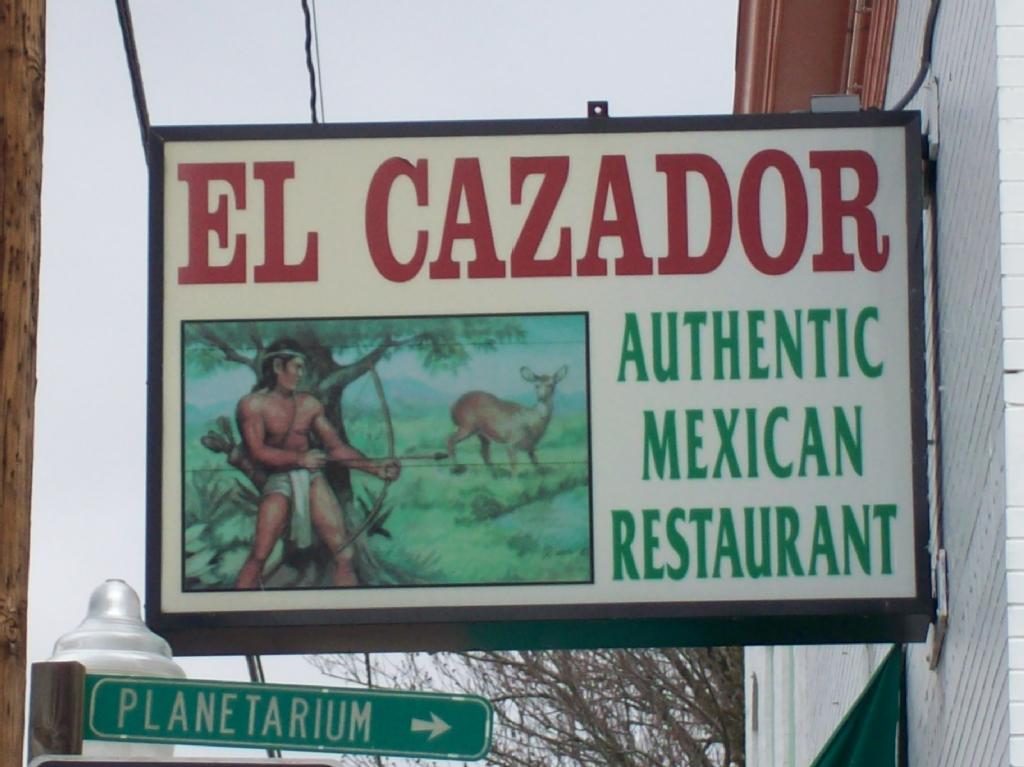 EL CAZADOR
AUTHENTIC
MEXICAN
RESTAURANT
PLANETARIUM →